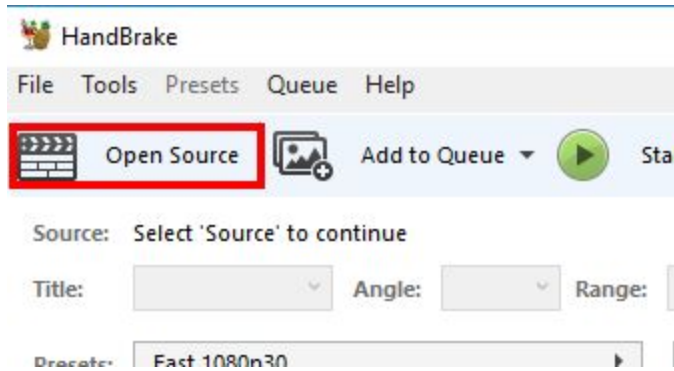 HandBrake
File Tools Presets Queue Help
Open Source Add to Queue Sta
Source: Select 'Source' to continue
Title: Angle: Range:
Presets: Fast 1080p30